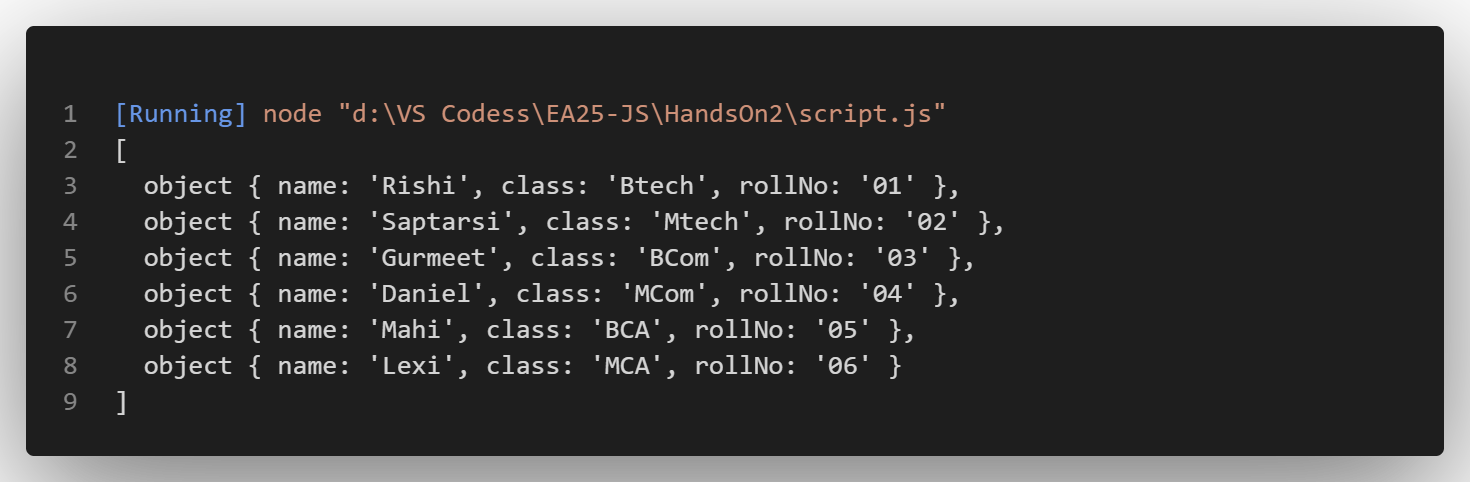 1 [Running] node "d:\VS Codess\EA25-JS\HandsOn2\script.js"
2 [
3   object { name: 'Rishi', class: 'Btech', rollNo: '01' },
4   object { name: 'Saptarsi', class: 'Mtech', rollNo: '02' },
5   object { name: 'Gurmeet', class: 'BCom', rollNo: '03' },
6   object { name: 'Daniel', class: 'MCom', rollNo: '04' },
7   object { name: 'Mahi', class: 'BCA', rollNo: '05' },
8   object { name: 'Lexi', class: 'MCA', rollNo: '06' }
9 ]